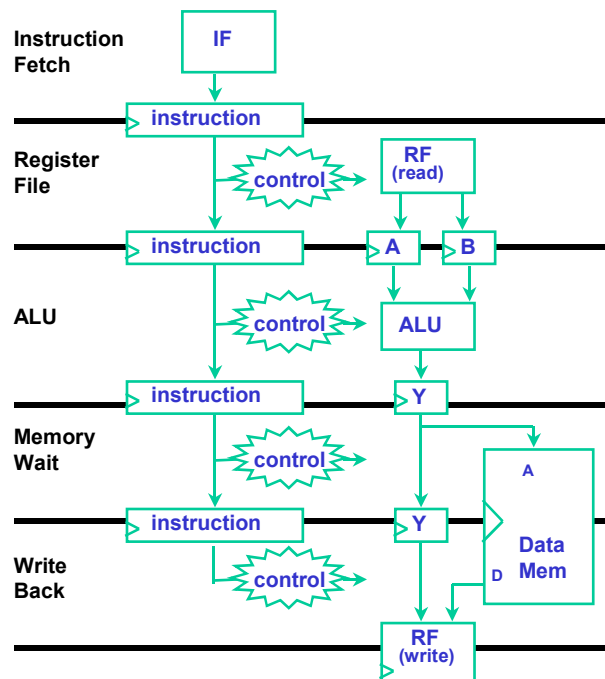 Instruction
Fetch
IF
instruction
Register
File
control
RF
(read)
instruction
A
B
ALU
control
ALU
instruction
Y
Memory
Wait
control
A
instruction
Y
Data
Mem
D
Write
Back
control
RF
(write)